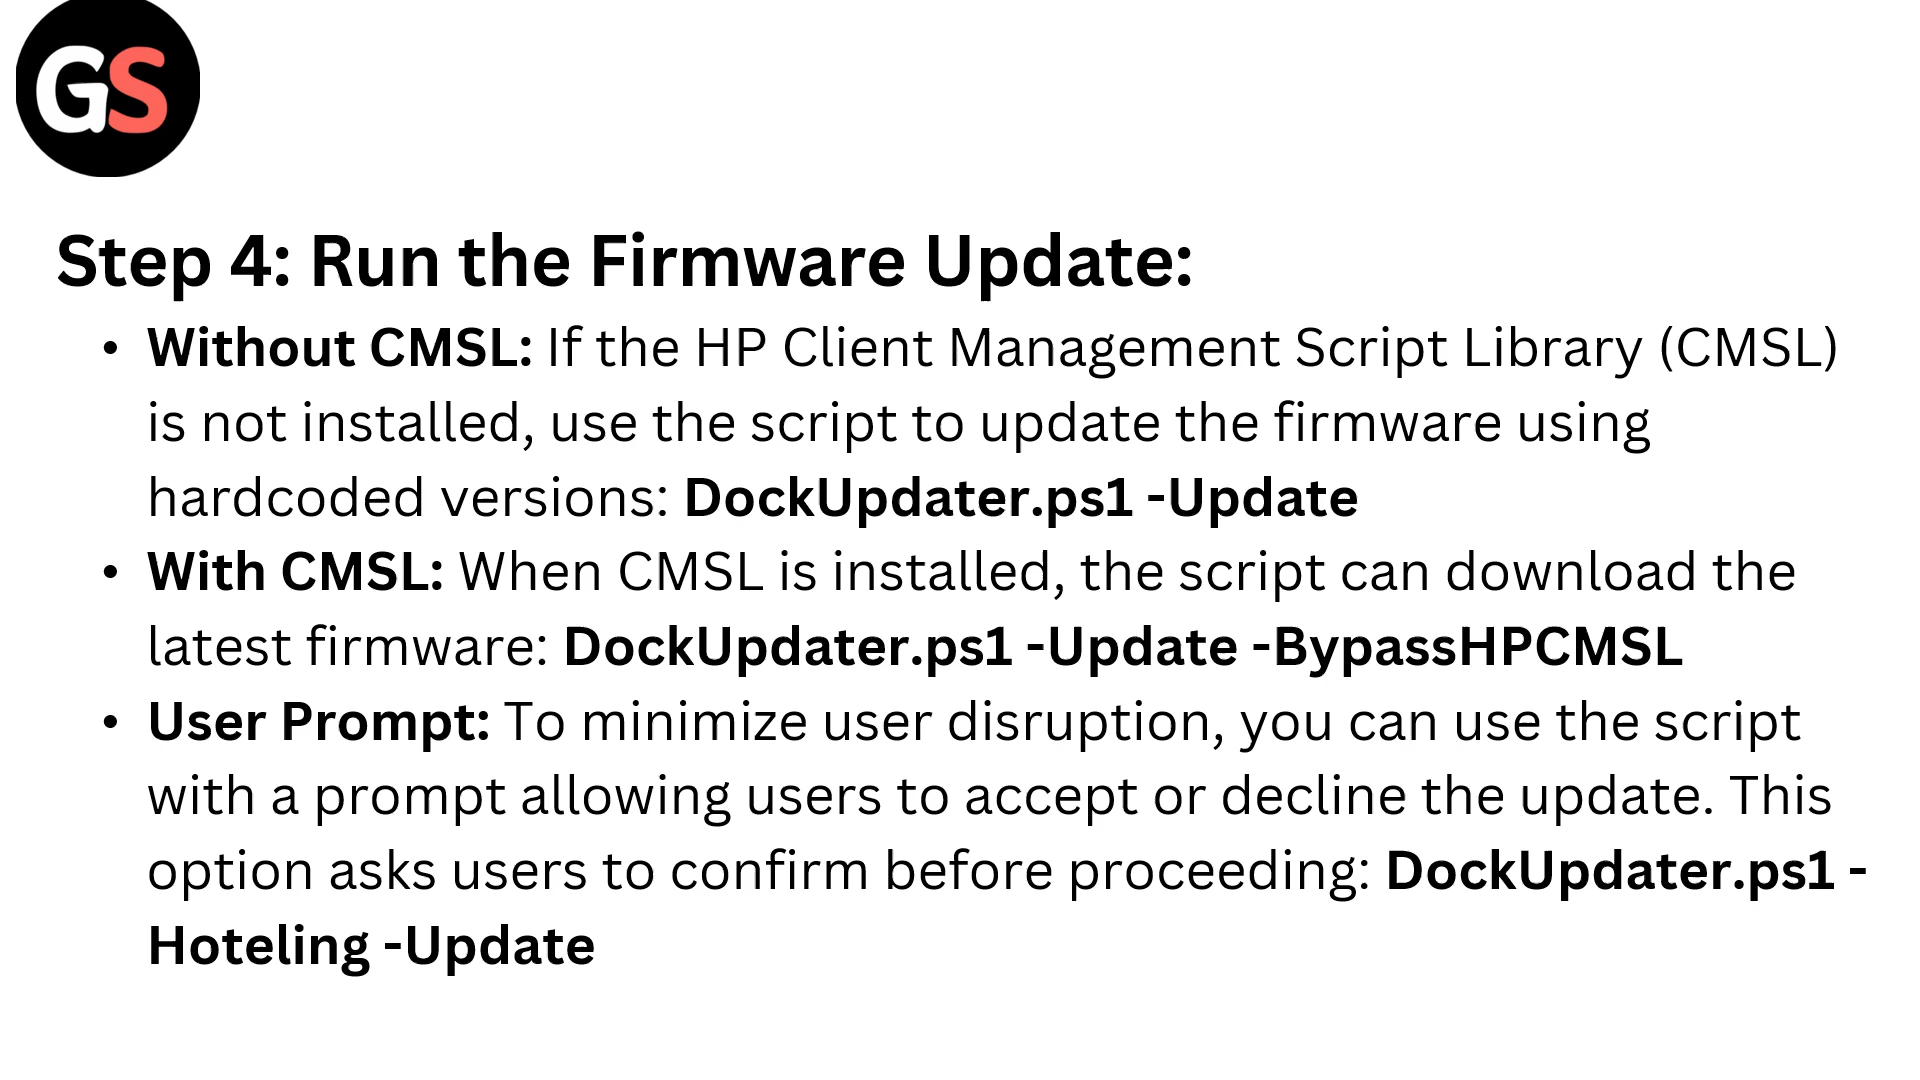 GS
Step 4: Run the Firmware Update:
• Without CMSL: If the HP Client Management Script Library (CMSL)
is not installed, use the script to update the firmware using
hardcoded versions: DockUpdater.ps1 -Update
• With CMSL: When CMSL is installed, the script can download the
latest firmware: DockUpdater.ps1 -Update -BypassHPCMSL
• User Prompt: To minimize user disruption, you can use the script
with a prompt allowing users to accept or decline the update. This
option asks users to confirm before proceeding: DockUpdater.ps1 -
Hoteling -Update